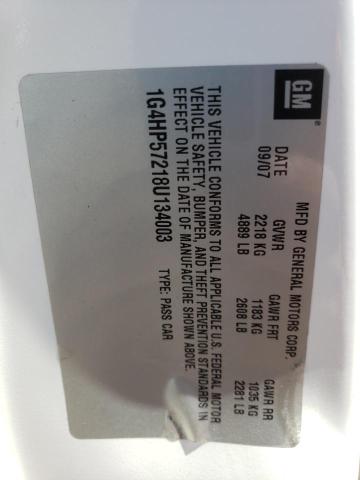 GM
MFD BY GENERAL MOTORS CORP.
DATE GVWR GAWR FRT GAWR RR
09/07 2218 KG 1183 KG 1035 KG
4889 LB 2608 LB 2281 LB
THIS VEHICLE CONFORMS TO ALL APPLICABLE U.S. FEDERAL MOTOR
VEHICLE SAFETY, BUMPER, AND THEFT PREVENTION STANDARDS IN
EFFECT ON THE DATE OF MANUFACTURE SHOWN ABOVE.
1G4HP57218U134003 TYPE: PASS CAR